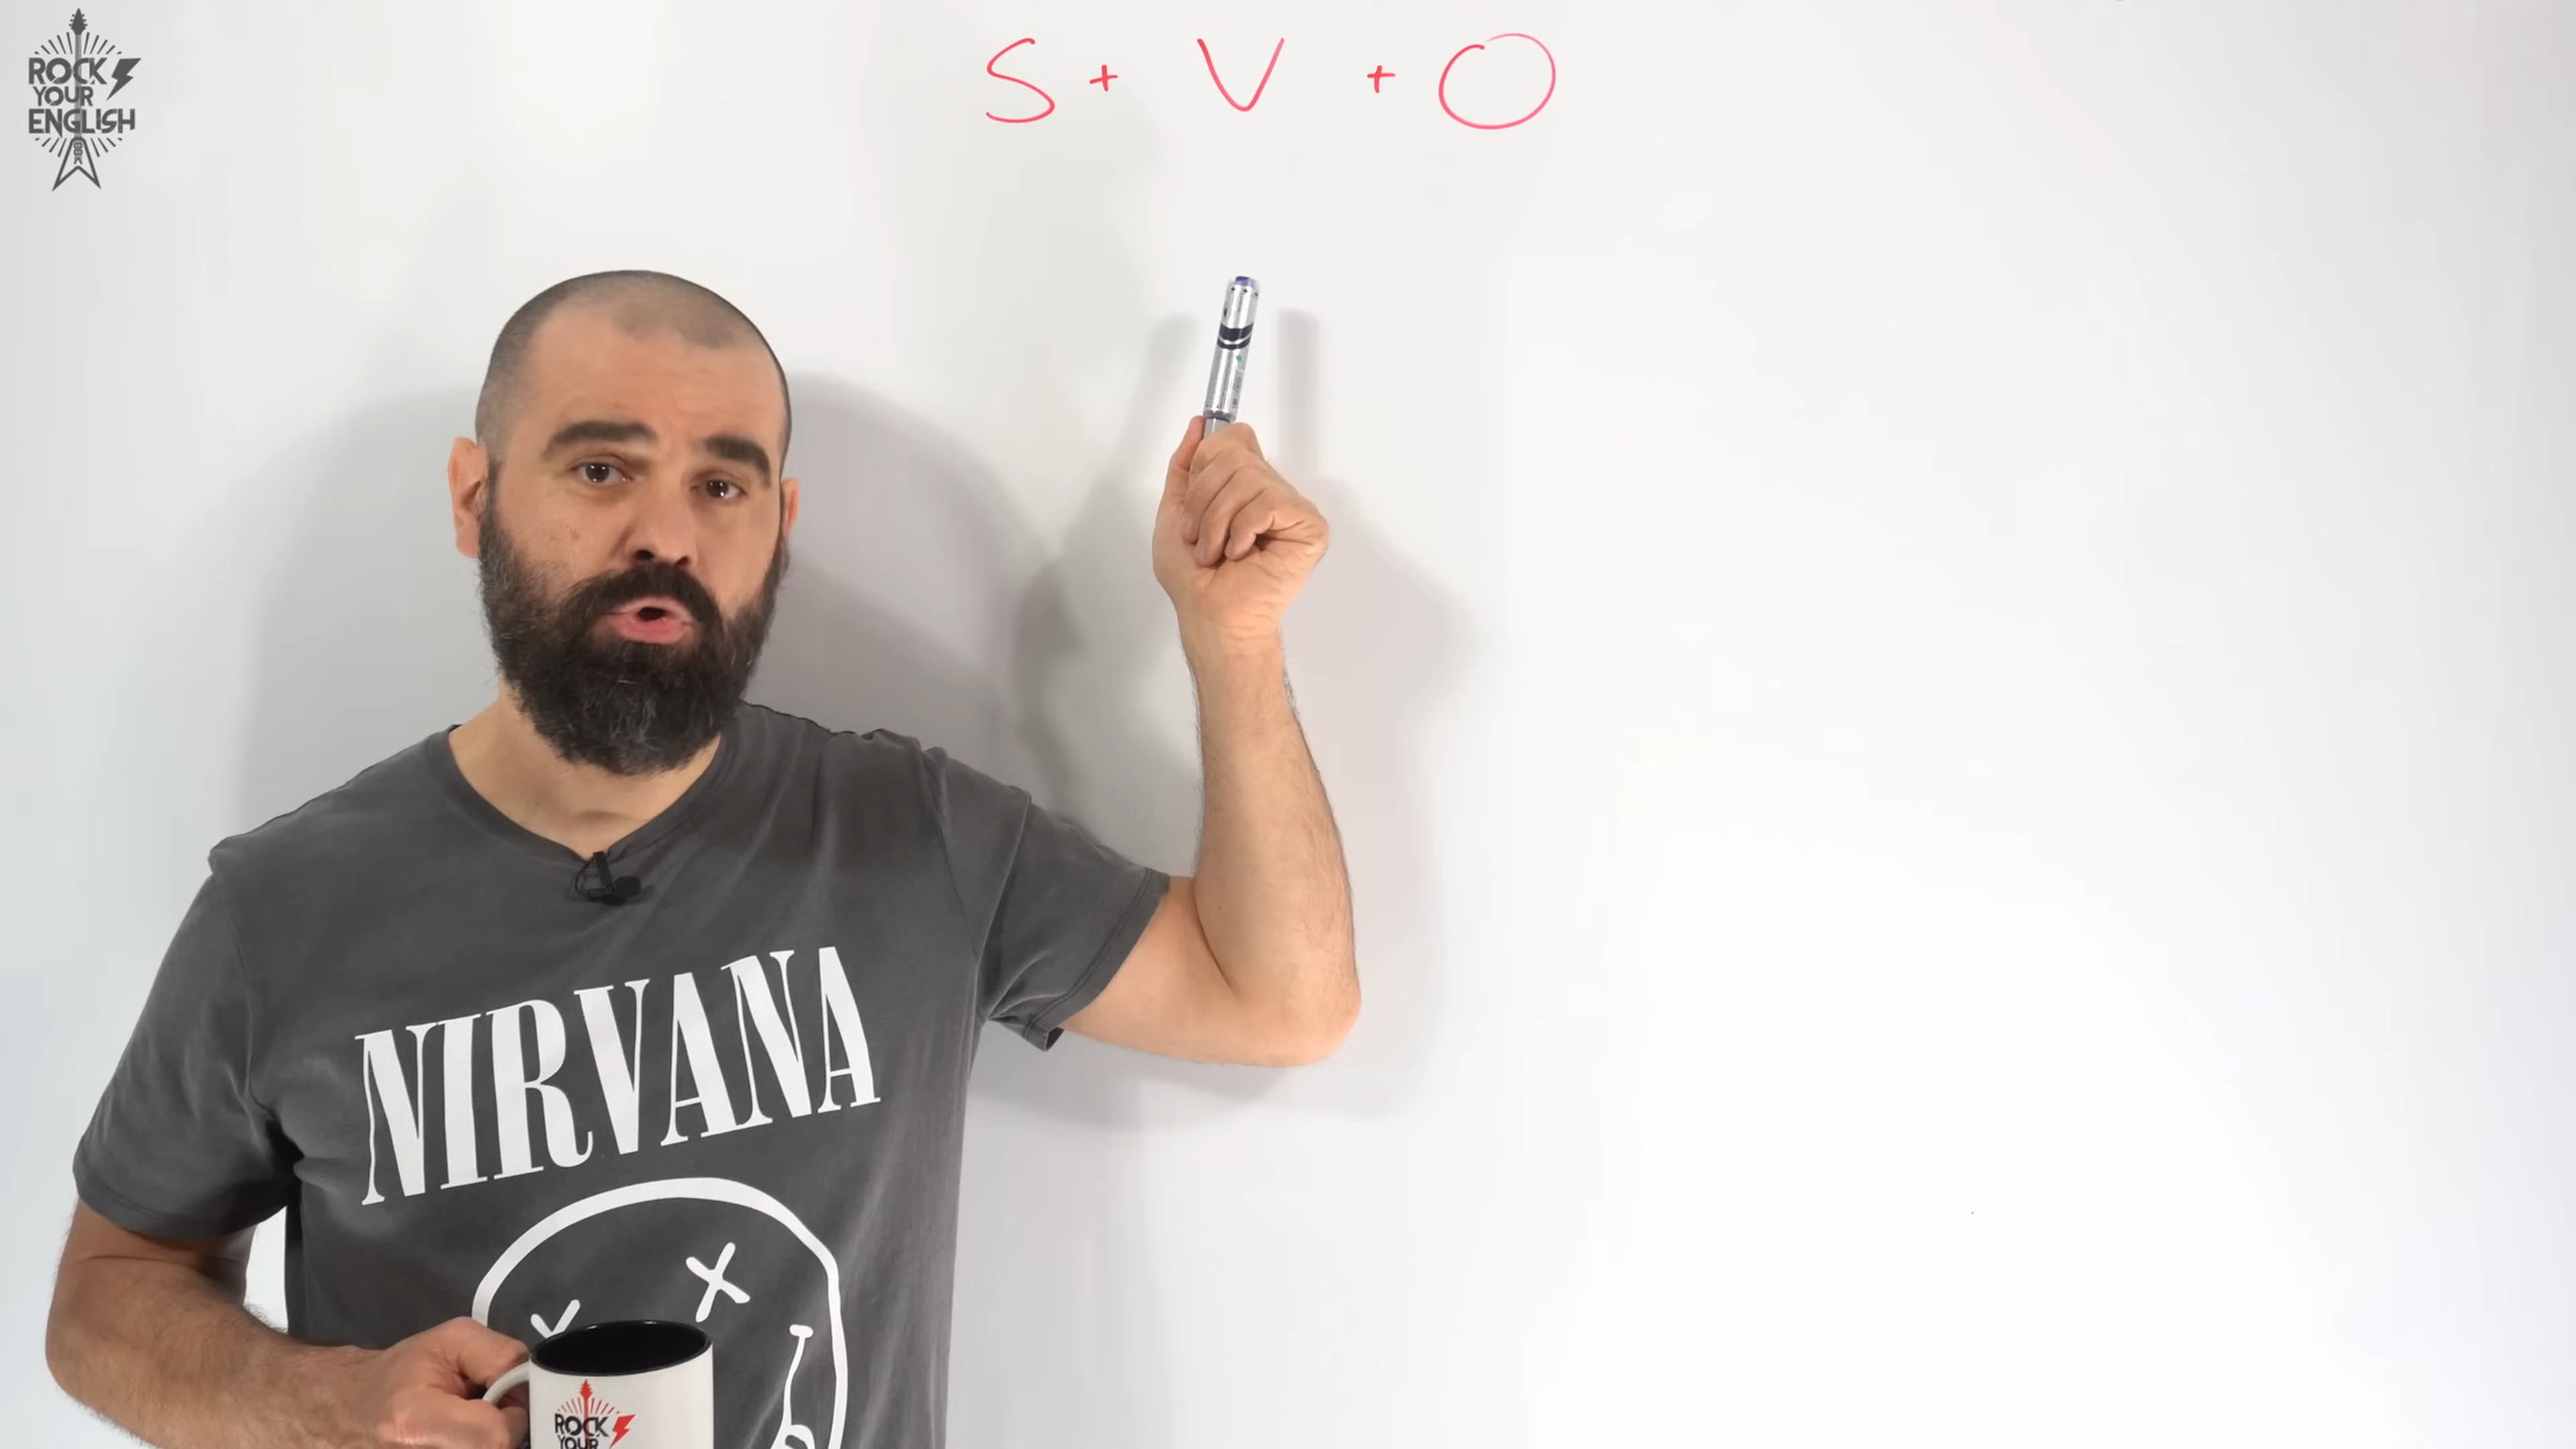 ROCK
YOUR
ENGLISH
S + V + O
NIRVANA
ROCK
YOUR